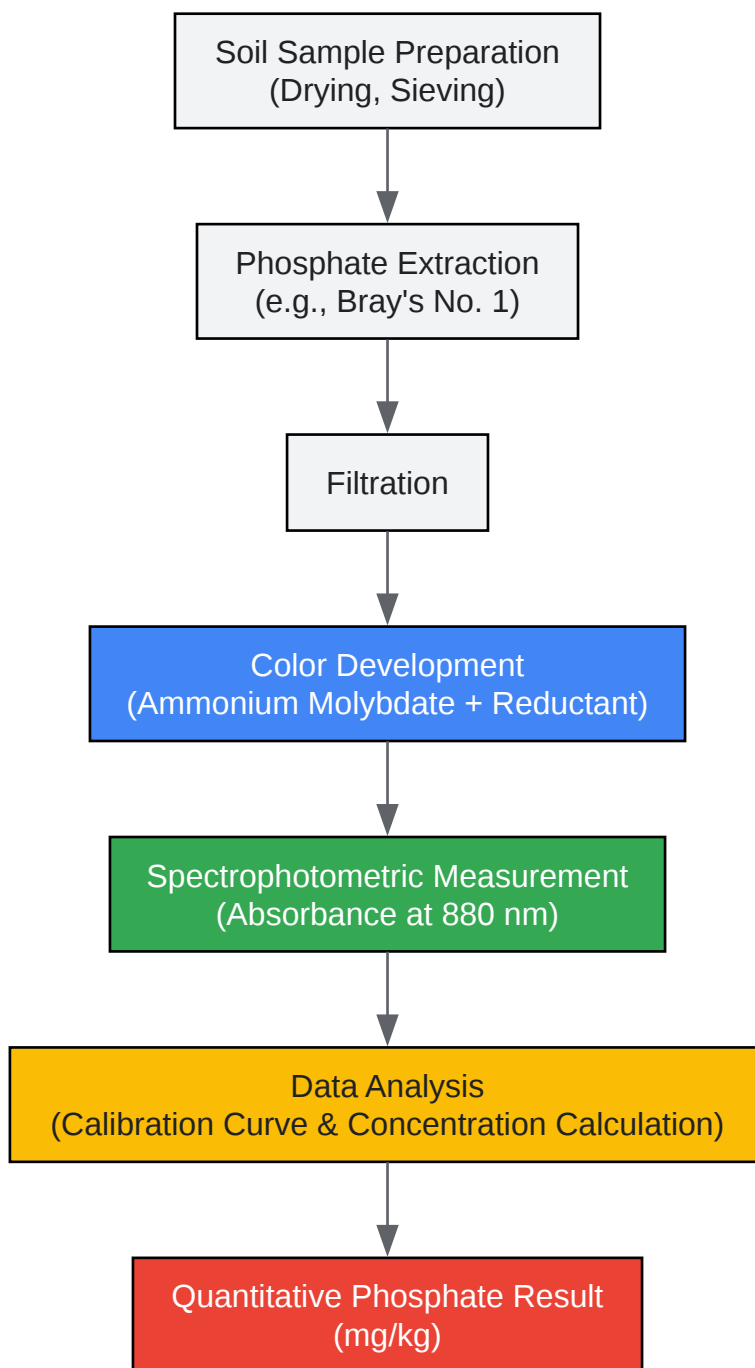 Soil Sample Preparation
(Drying, Sieving)
Phosphate Extraction
(e.g., Bray's No. 1)
Filtration
Color Development
(Ammonium Molybdate + Reductant)
Spectrophotometric Measurement
(Absorbance at 880 nm)
Data Analysis
(Calibration Curve & Concentration Calculation)
Quantitative Phosphate Result
(mg/kg)